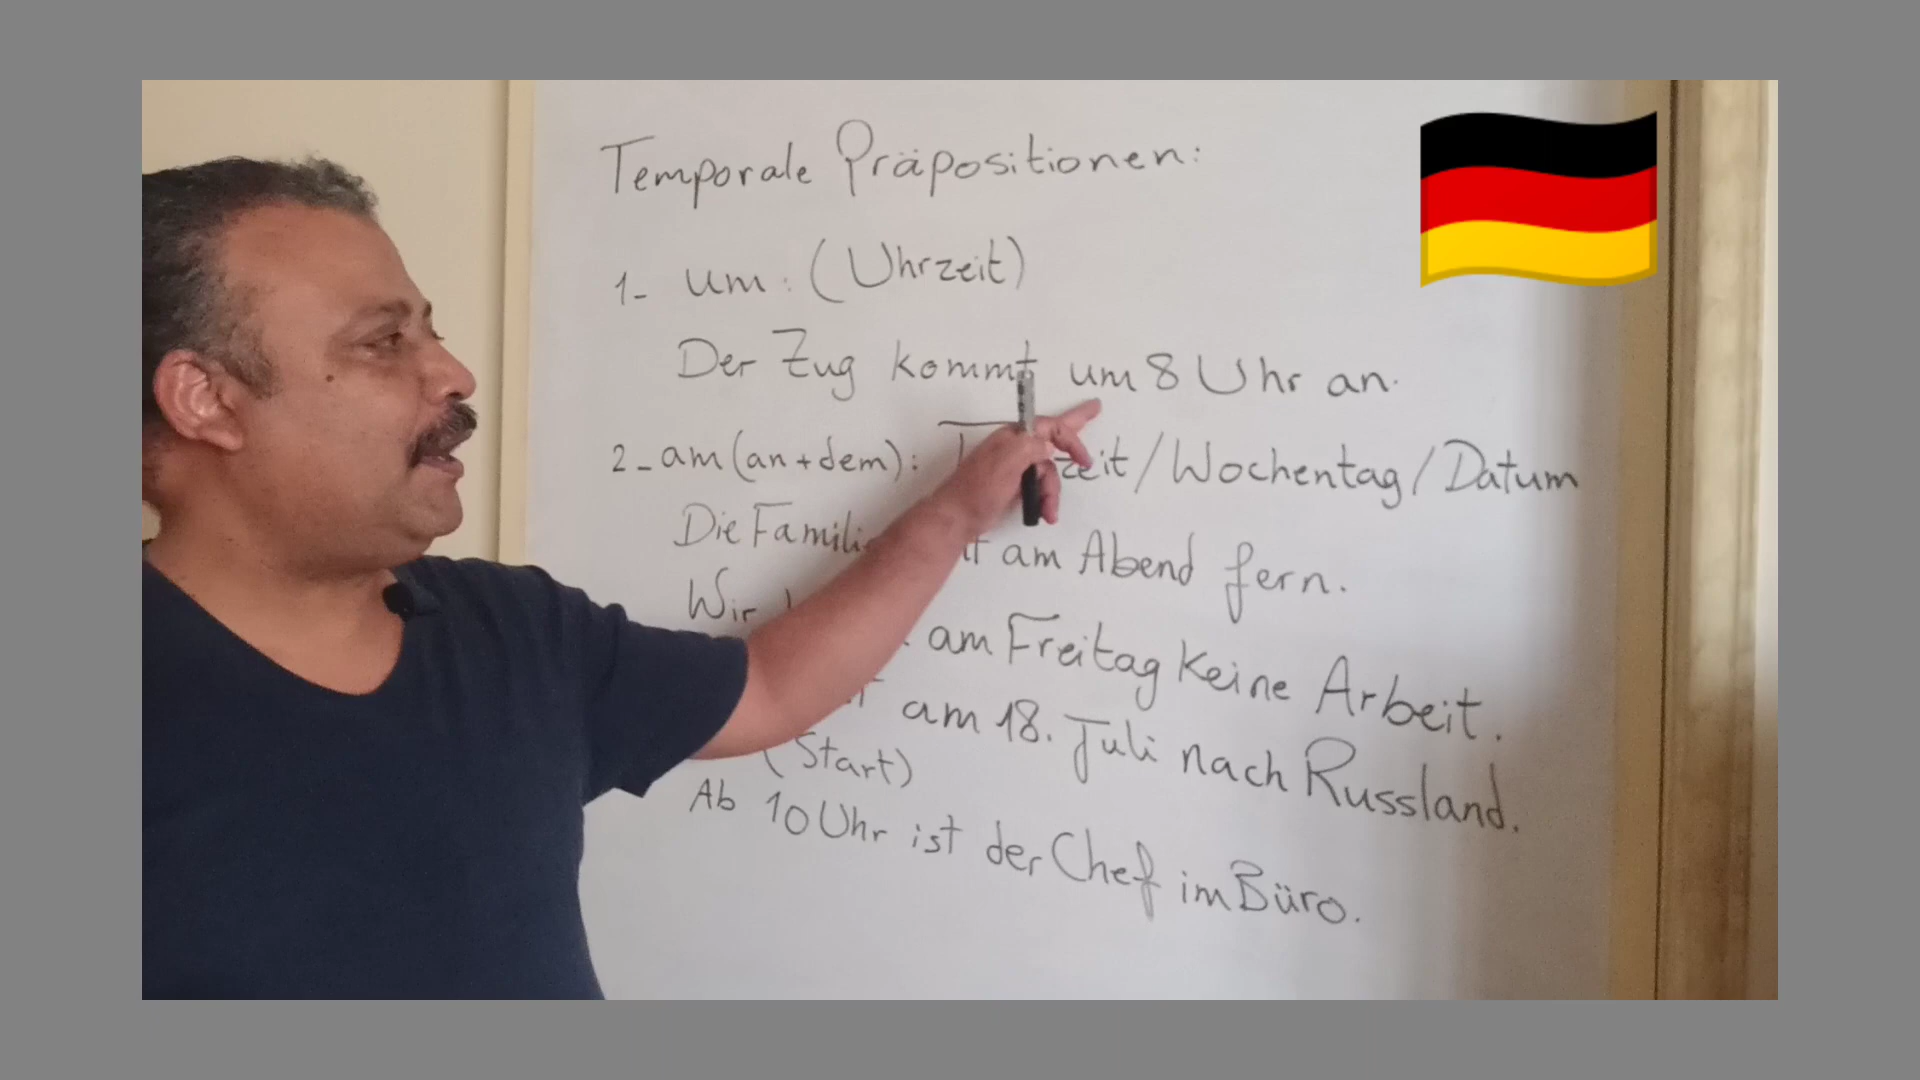 Temporale Präpositionen:
1- um: (Uhrzeit)
Der Zug kommt um 8 Uhr an.
2- am (an+dem): / Wochentag / Datum
Die am Abend fern.
Wir am Freitag keine Arbeit.
am 18. Juli nach Russland.
(Start)
Ab 10 Uhr ist der Chef im Büro.